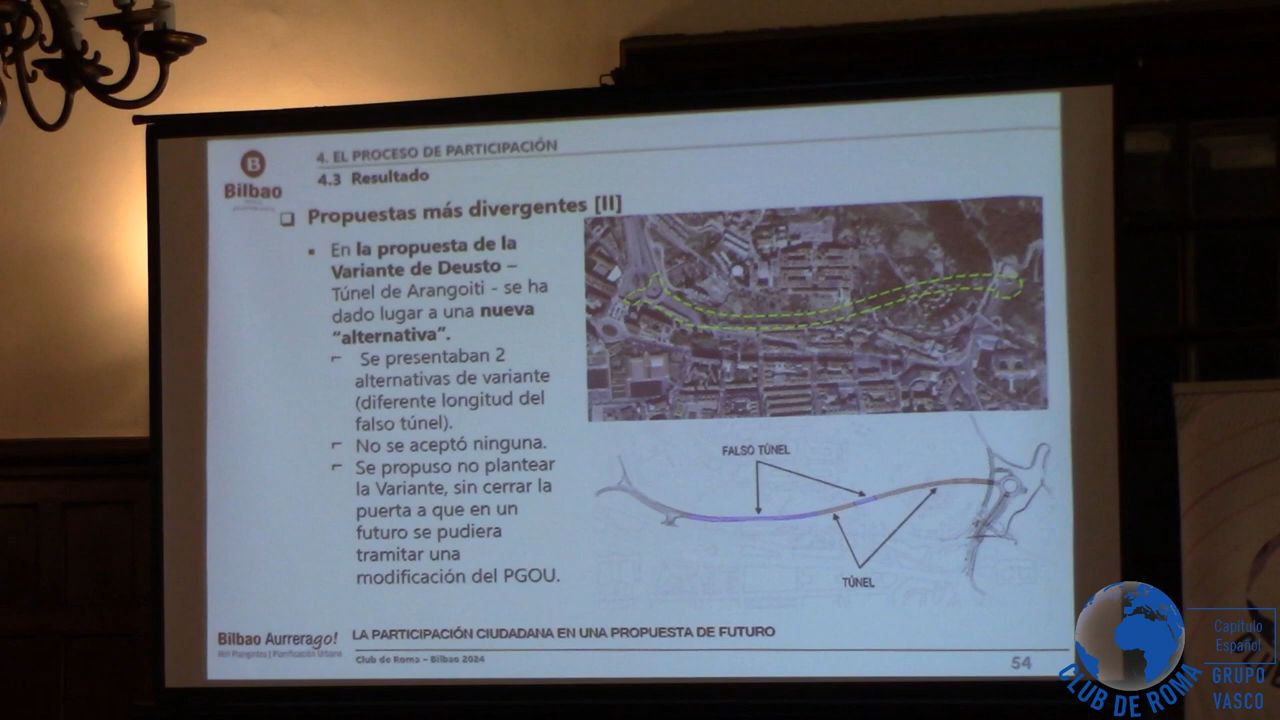 B
Bilbao
4. EL PROCESO DE PARTICIPACIÓN
4.3 Resultado
❑ Propuestas más divergentes [II]
▪ En la propuesta de la
Variante de Deusto –
Túnel de Arangoiti - se ha
dado lugar a una nueva
“alternativa”.
⌐ Se presentaban 2
alternativas de variante
(diferente longitud del
falso túnel).
⌐ No se aceptó ninguna.
⌐ Se propuso no plantear
la Variante, sin cerrar la
puerta a que en un
futuro se pudiera
tramitar una
modificación del PGOU.
FALSO TÚNEL
TÚNEL
Bilbao Aurrerago!
Hiri Plangintza | Planificación Urbana
LA PARTICIPACIÓN CIUDADANA EN UNA PROPUESTA DE FUTURO
Club de Roma – Bilbao 2024
54
CLUB DE ROMA
Capítulo
Español
GRUPO
VASCO